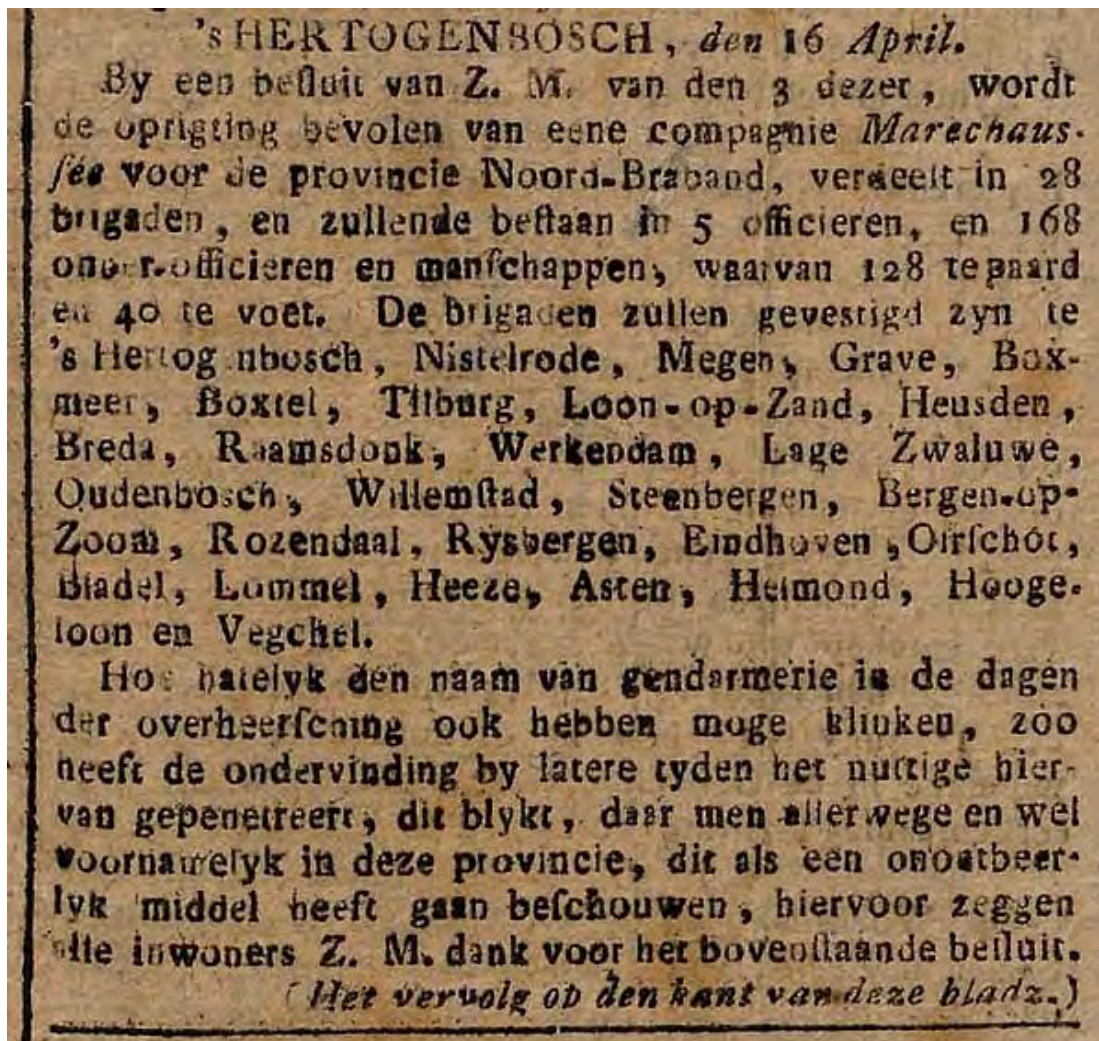 'sHERTOGENBOSCH, den 16 April.
By een besluit van Z. M. van den 3 dezer, wordt
de oprigting bevolen van eene compagnie Marechaus-
sée voor de provincie Noord-Braband, verdeelt in 28
brigaden, en zullende bestaan in 5 officieren, en 168
onder-officieren en manschappen, waarvan 128 te paard
en 40 te voet. De brigaden zullen gevestigd zyn te
's Hertogenbosch, Nistelrode, Megen, Grave, Box-
meer, Boxtel, Tilburg, Loon-op-Zand, Heusden,
Breda, Raamsdonk, Werkendam, Lage Zwaluwe,
Oudenbosch, Willemstad, Steenbergen, Bergen-op-
Zoom, Rozendaal, Rysbergen, Eindhoven, Oirschot,
Bladel, Lommel, Heeze, Asten, Helmond, Hooge-
loon en Vegchel.
Hoe hatelyk den naam van gendarmerie in de dagen
der overheersching ook hebben moge klinken, zoo
heeft de ondervinding by latere tyden het nuttige hier-
van gepenetreert, dit blykt, daar men allerwege en wel
voornamelyk in deze provincie, dit als een onontbeer-
lyk middel heeft gaan beschouwen, hiervoor zeggen
alle inwoners Z. M. dank voor het bovenstaande besluit.
(Het vervolg op den kant van deze bladz.)